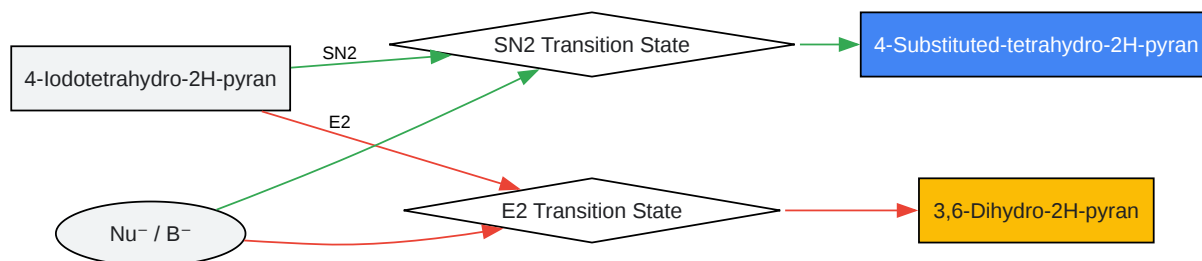 4-Iodotetrahydro-2H-pyran
SN2
E2
Nu⁻ / B⁻
SN2 Transition State
E2 Transition State
4-Substituted-tetrahydro-2H-pyran
3,6-Dihydro-2H-pyran